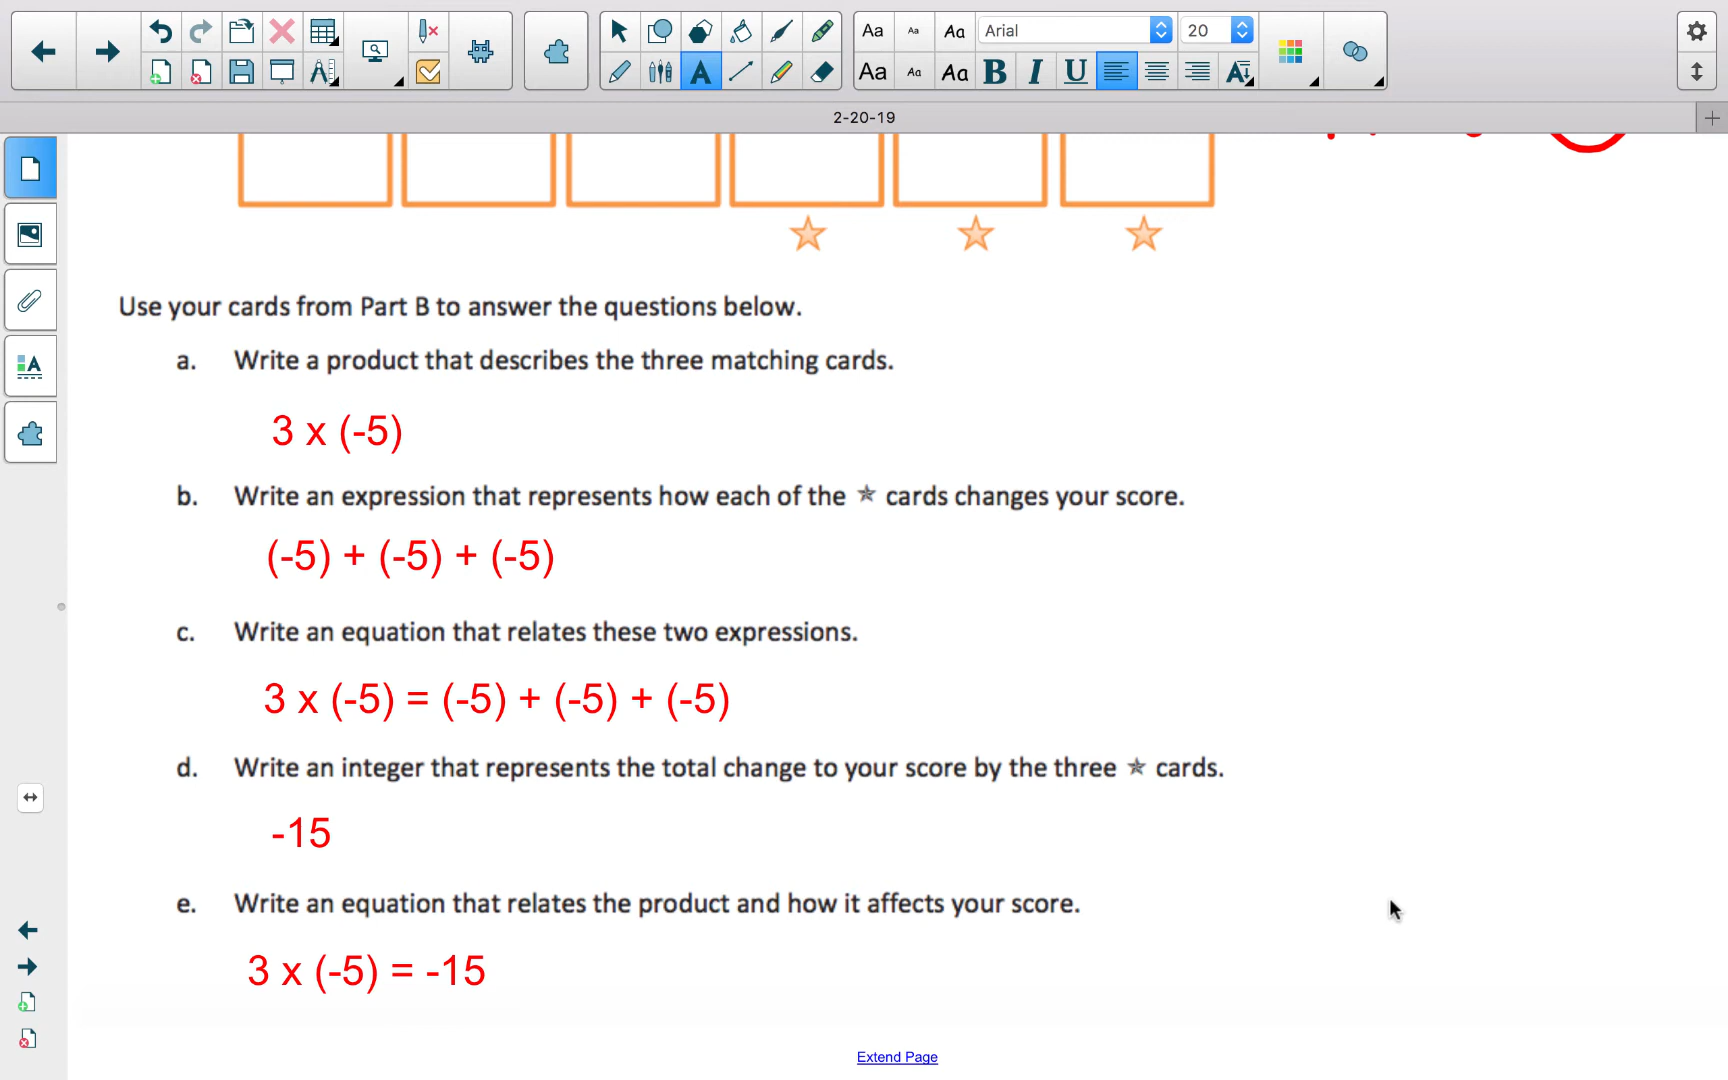 Aa Aa Aa Arial 20
A Aa Aa Aa B I U A
2-20-19
A
Use your cards from Part B to answer the questions below.
a. Write a product that describes the three matching cards.
3 x (-5)
b. Write an expression that represents how each of the ★ cards changes your score.
(-5) + (-5) + (-5)
c. Write an equation that relates these two expressions.
3 x (-5) = (-5) + (-5) + (-5)
d. Write an integer that represents the total change to your score by the three ★ cards.
-15
e. Write an equation that relates the product and how it affects your score.
3 x (-5) = -15
Extend Page